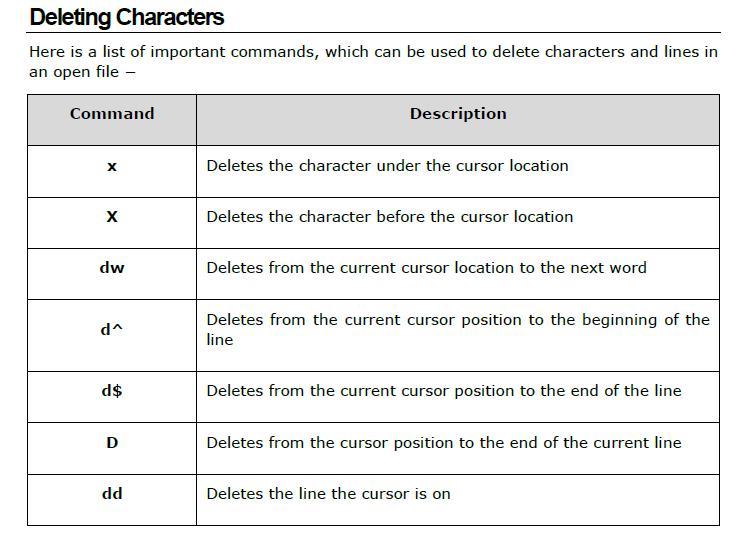 Deleting Characters
Here is a list of important commands, which can be used to delete characters and lines in
an open file −
Command Description
x Deletes the character under the cursor location
X Deletes the character before the cursor location
dw Deletes from the current cursor location to the next word
d^ Deletes from the current cursor position to the beginning of the
line
d$ Deletes from the current cursor position to the end of the line
D Deletes from the cursor position to the end of the current line
dd Deletes the line the cursor is on